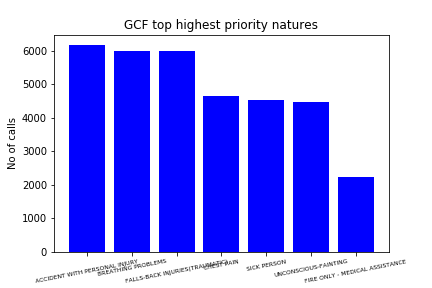 GCF top highest priority natures
No of calls
6000
5000
4000
3000
2000
1000
0
ACCIDENT WITH PERSONAL INJURY
BREATHING PROBLEMS
FALLS-BACK INJURIES(TRAUMATIC)
CHEST PAIN
SICK PERSON
UNCONSCIOUS-FAINTING
FIRE ONLY - MEDICAL ASSISTANCE